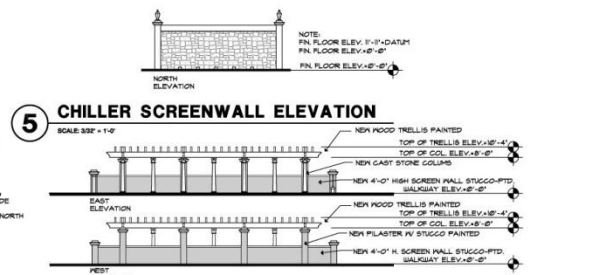 NOTE:
FIN. FLOOR ELEV. 11'-11"=DATUM
FIN. FLOOR ELEV.=0'-0"
FIN. FLOOR ELEV.=0'-0"
NORTH
ELEVATION
5 CHILLER SCREENWALL ELEVATION
SCALE: 3/32" = 1'-0'
NEW WOOD TRELLIS PAINTED
TOP OF TRELLIS ELEV.=10'-4"
TOP OF COL. ELEV.=8'-0"
NEW CAST STONE COLUMS
NEW 4'-0" HIGH SCREEN WALL STUCCO-PTD.
WALKWAY ELEV.=0'-0"
DE
NORTH
EAST
ELEVATION
NEW WOOD TRELLIS PAINTED
TOP OF TRELLIS ELEV.=10'-4"
TOP OF COL. ELEV.=8'-0"
NEW PILASTER W/ STUCCO PAINTED
NEW 4'-0" H. SCREEN WALL STUCCO-PTD.
WALKWAY ELEV.=0'-0"
WEST